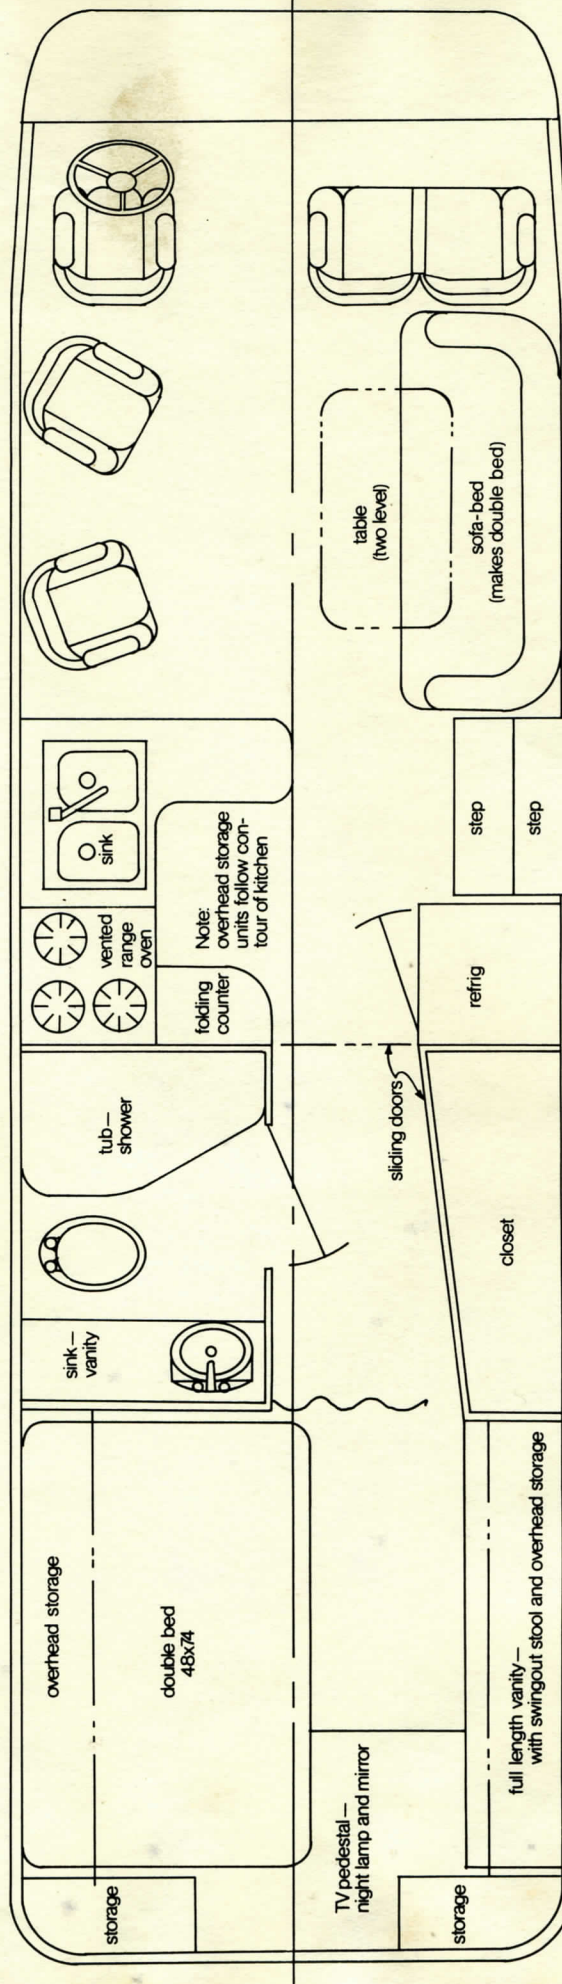 table
(two level)
sofa-bed
(makes double bed)
sink
vented
range
oven
Note:
overhead storage
units follow con-
tour of kitchen
folding
counter
step
step
refrig
tub—
shower
sliding doors
closet
sink—
vanity
overhead storage
double bed
48x74
full length vanity—
with swingout stool and overhead storage
TV pedestal—
night lamp and mirror
storage
storage